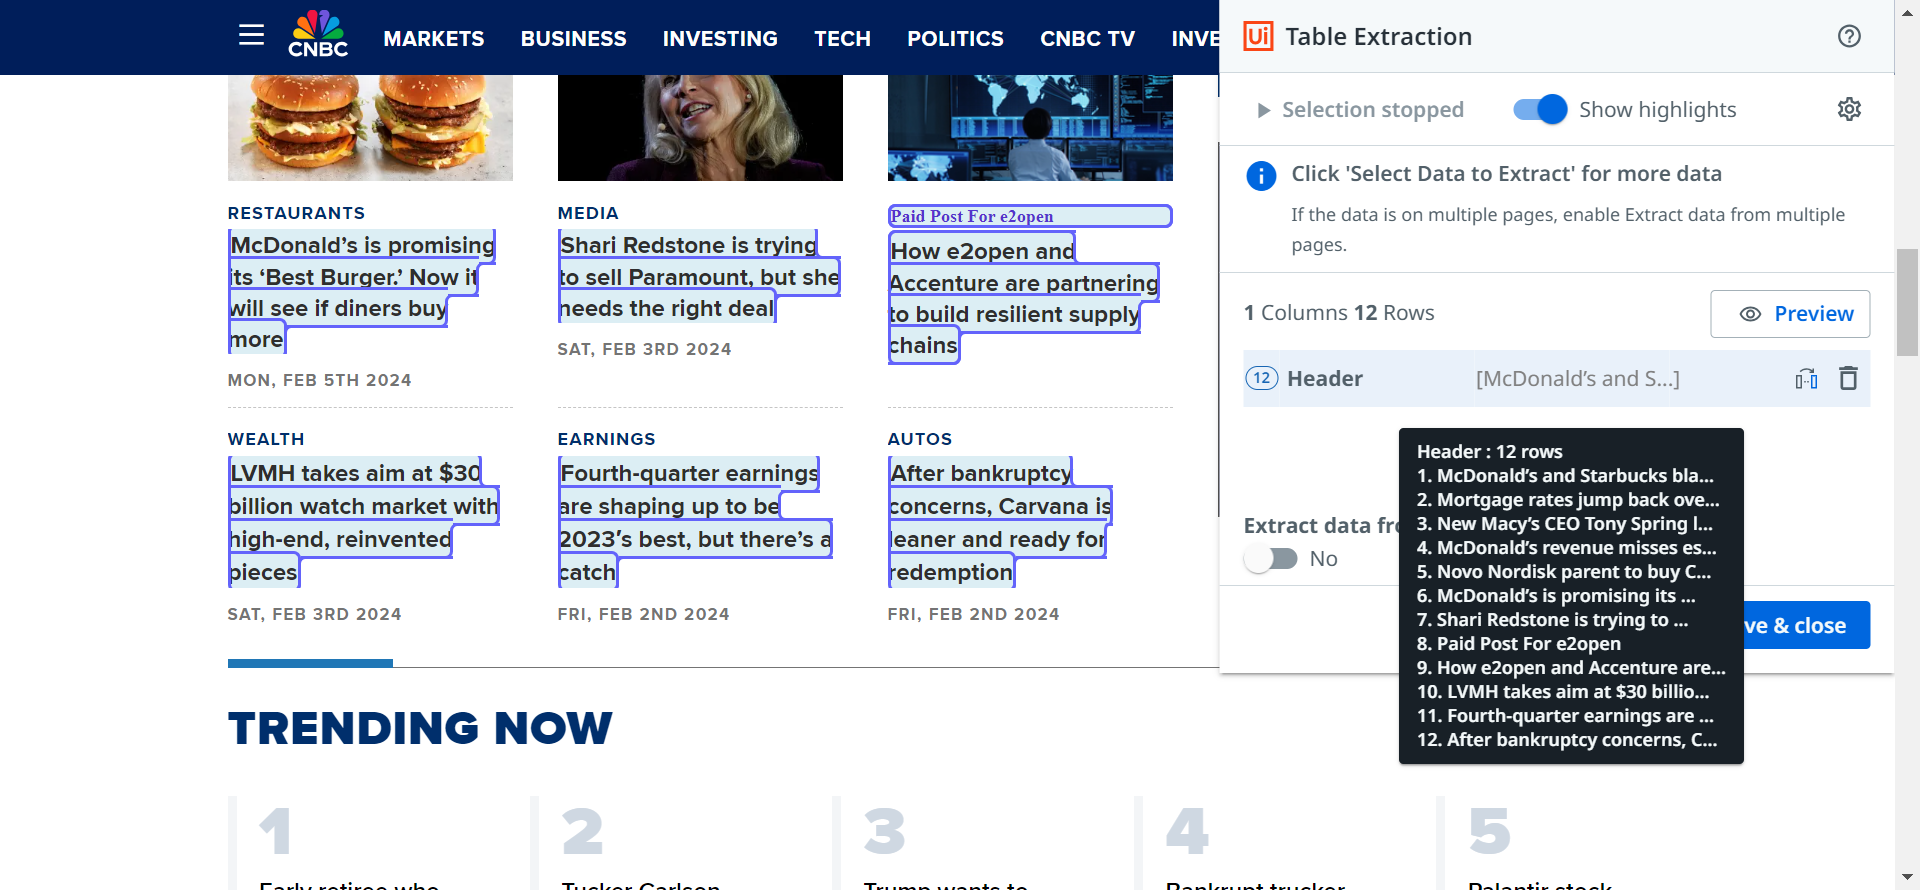 CNBC
MARKETS BUSINESS INVESTING TECH POLITICS CNBC TV INVE
RESTAURANTS
McDonald’s is promising
its ‘Best Burger.’ Now it
will see if diners buy
more
MON, FEB 5TH 2024
MEDIA
Shari Redstone is trying
to sell Paramount, but she
needs the right deal
SAT, FEB 3RD 2024
Paid Post For e2open
How e2open and
Accenture are partnering
to build resilient supply
chains
WEALTH
LVMH takes aim at $30
billion watch market with
high-end, reinvented
pieces
SAT, FEB 3RD 2024
EARNINGS
Fourth-quarter earnings
are shaping up to be
2023’s best, but there’s a
catch
FRI, FEB 2ND 2024
AUTOS
After bankruptcy
concerns, Carvana is
leaner and ready for
redemption
FRI, FEB 2ND 2024
TRENDING NOW
1
Early retiree who
2
Tucker Carlson
3
Trump wants to
4
Bankrupt trucker
5
Palantir stock
Ui Table Extraction
Selection stopped
Show highlights
Click 'Select Data to Extract' for more data
If the data is on multiple pages, enable Extract data from multiple
pages.
1 Columns 12 Rows
Preview
12 Header [McDonald’s and S...]
Extract data fro
No
ve & close
Header : 12 rows
1. McDonald’s and Starbucks bla...
2. Mortgage rates jump back ove...
3. New Macy’s CEO Tony Spring l...
4. McDonald’s revenue misses es...
5. Novo Nordisk parent to buy C...
6. McDonald’s is promising its ...
7. Shari Redstone is trying to ...
8. Paid Post For e2open
9. How e2open and Accenture are...
10. LVMH takes aim at $30 billio...
11. Fourth-quarter earnings are ...
12. After bankruptcy concerns, C...